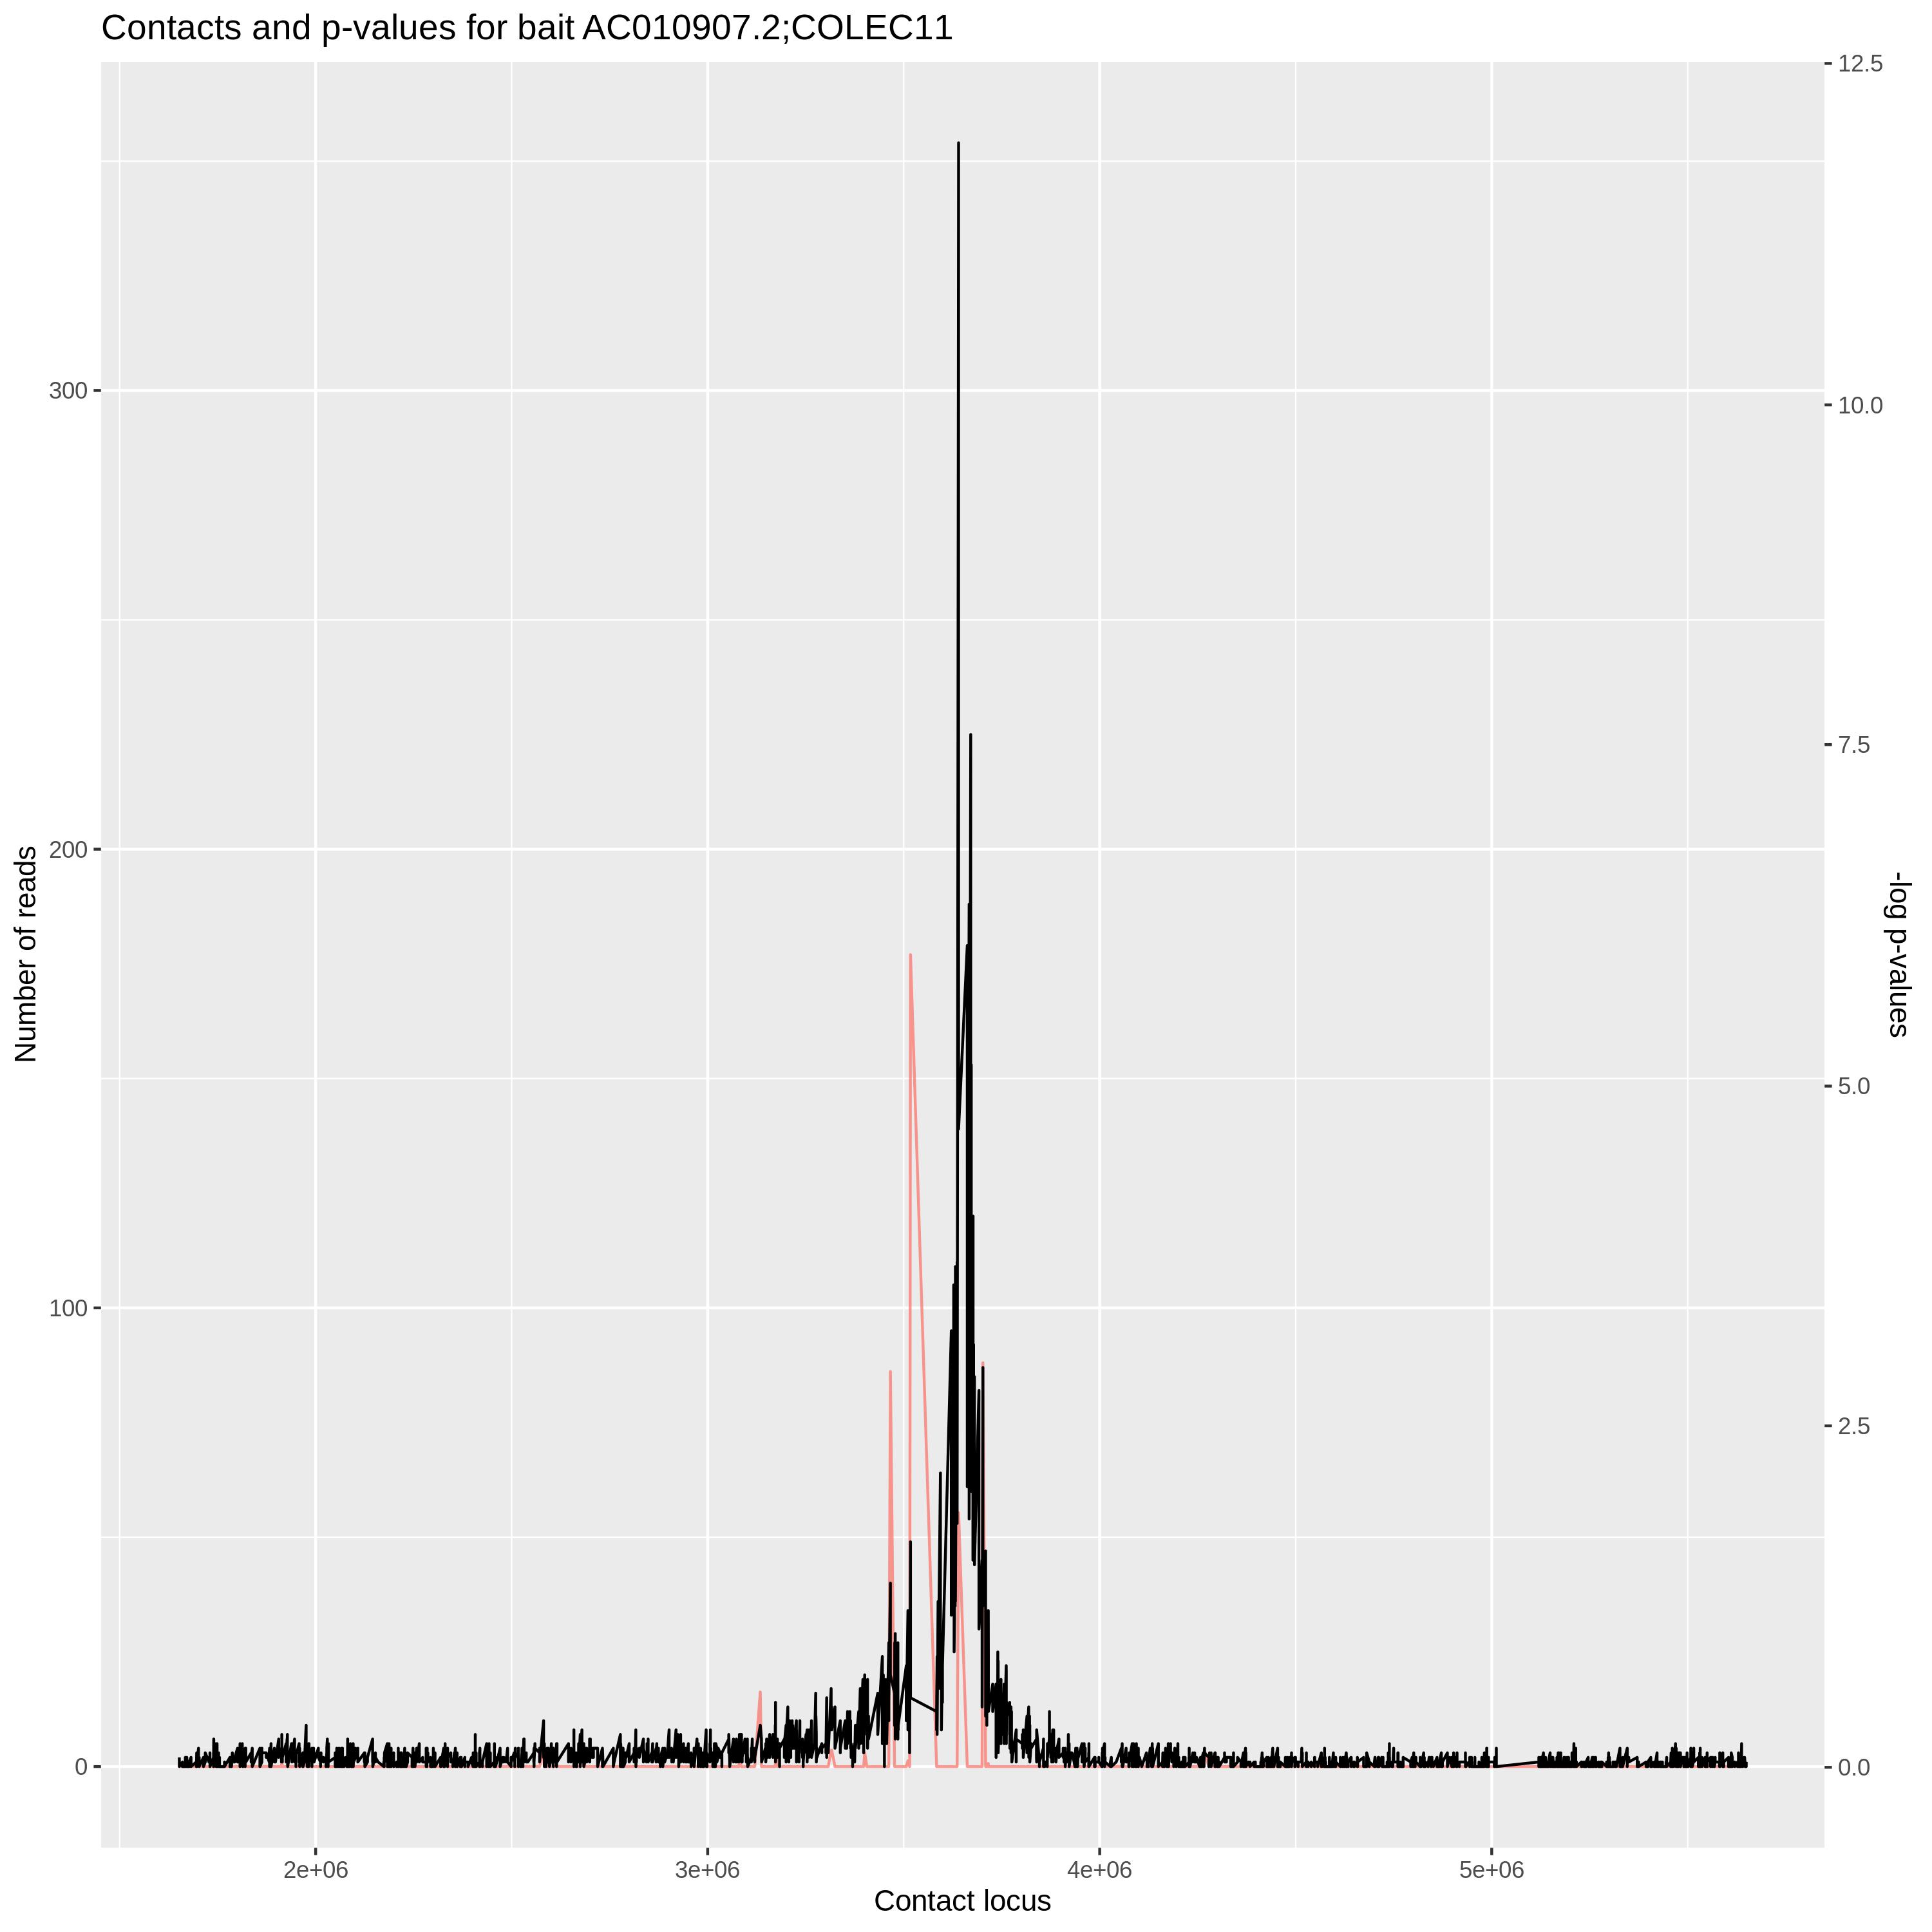 Contacts and p-values for bait AC010907.2;COLEC11
12.5
10.0
7.5
5.0
2.5
0.0
-log p-values
300
200
100
0
Number of reads
2e+06
3e+06
4e+06
5e+06
Contact locus